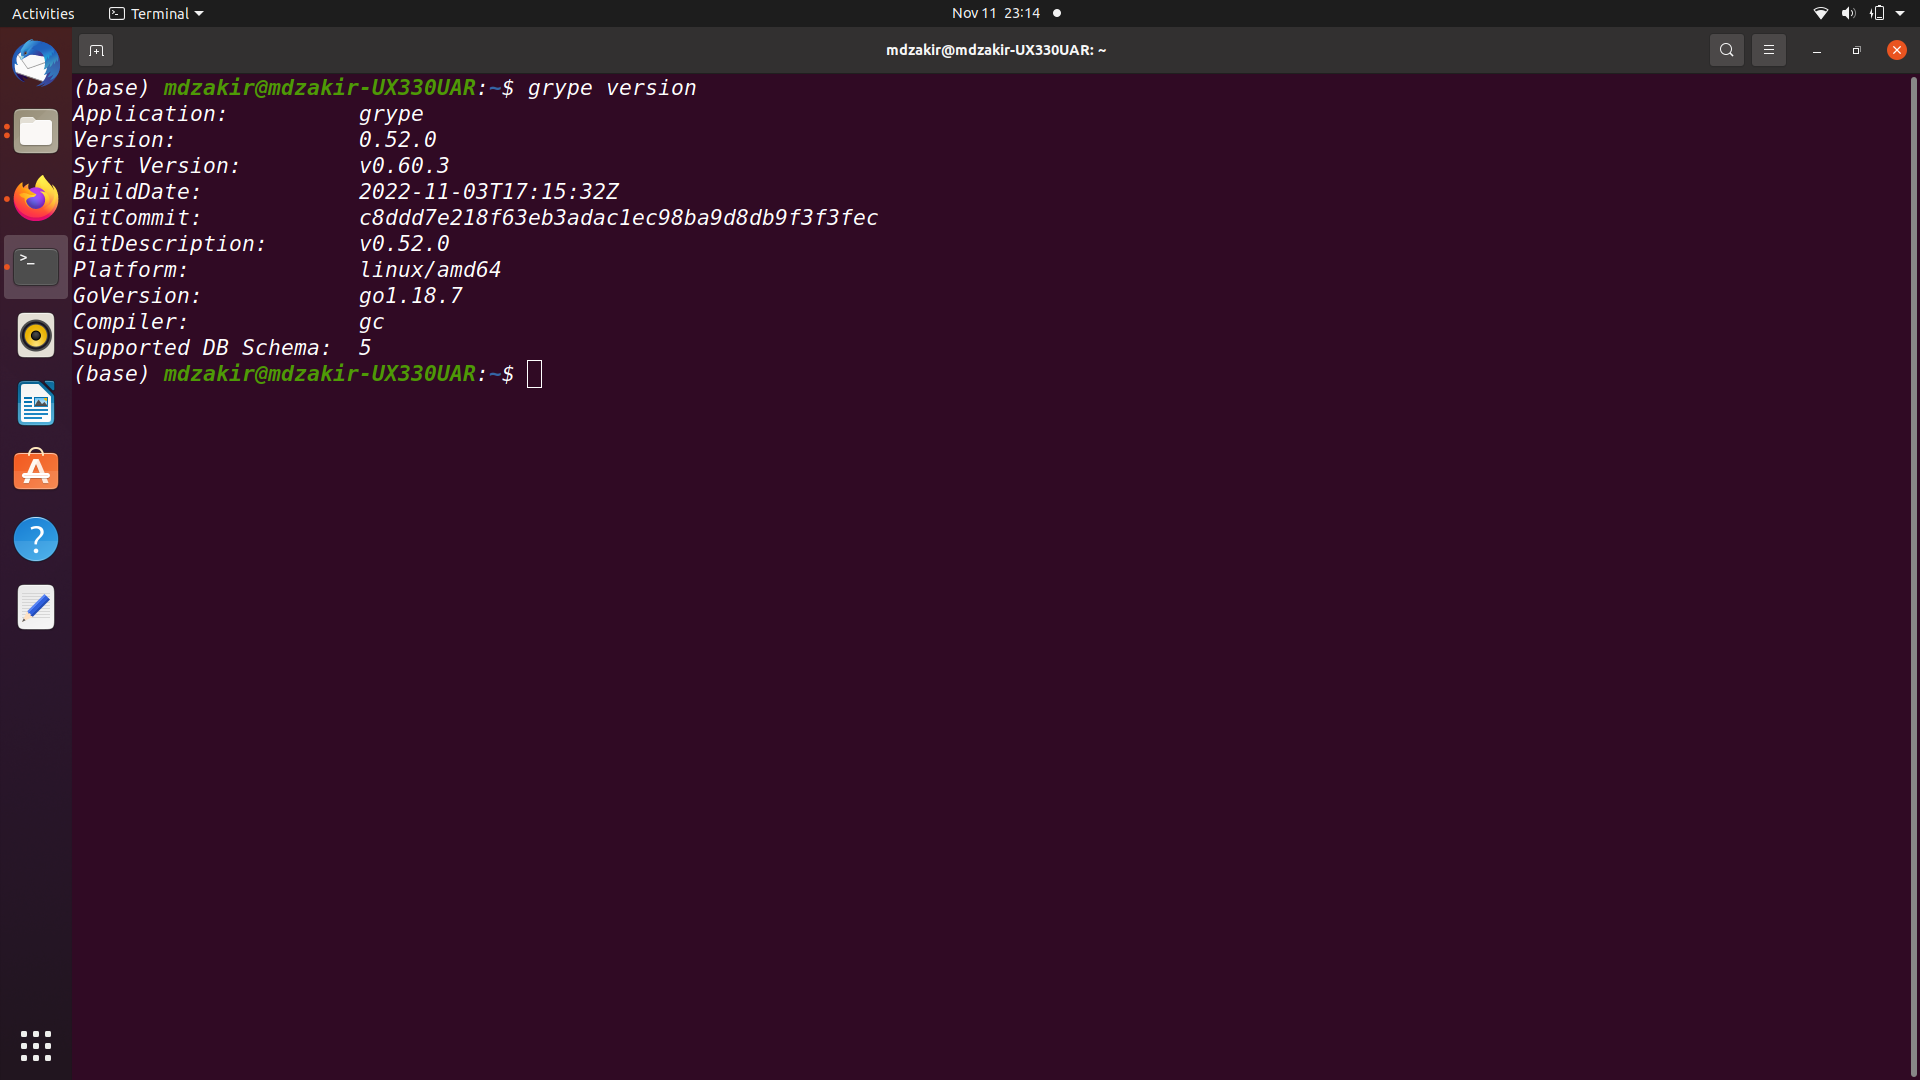 Activities Terminal Nov 11 23:14
mdzakir@mdzakir-UX330UAR: ~
(base) mdzakir@mdzakir-UX330UAR:~$ grype version
Application: grype
Version: 0.52.0
Syft Version: v0.60.3
BuildDate: 2022-11-03T17:15:32Z
GitCommit: c8ddd7e218f63eb3adac1ec98ba9d8db9f3f3fec
GitDescription: v0.52.0
Platform: linux/amd64
GoVersion: go1.18.7
Compiler: gc
Supported DB Schema: 5
(base) mdzakir@mdzakir-UX330UAR:~$